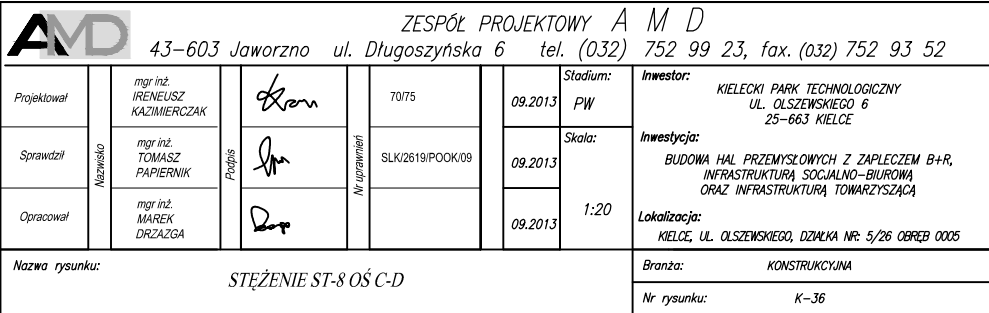 AMD
ZESPÓŁ PROJEKTOWY A M D
43-603 Jaworzno ul. Długoszyńska 6 tel. (032) 752 99 23, fax. (032) 752 93 52
Projektował
Nazwisko
mgr inż.
IRENEUSZ
KAZIMIERCZAK
Podpis
Nr uprawnień
70/75
09.2013
Sprawdził
mgr inż.
TOMASZ
PAPIERNIK
SLK/2619/POOK/09
09.2013
Opracował
mgr inż.
MAREK
DRZAZGA
09.2013
Stadium:
PW
Skala:
1:20
Inwestor:
KIELECKI PARK TECHNOLOGICZNY
UL. OLSZEWSKIEGO 6
25-663 KIELCE
Inwestycja:
BUDOWA HAL PRZEMYSŁOWYCH Z ZAPLECZEM B+R,
INFRASTRUKTURĄ SOCJALNO-BIUROWĄ
ORAZ INFRASTRUKTURĄ TOWARZYSZĄCĄ
Lokalizacja:
KIELCE, UL. OLSZEWSKIEGO, DZIAŁKA NR: 5/26 OBRĘB 0005
Nazwa rysunku:
STĘŻENIE ST-8 OŚ C-D
Branża: KONSTRUKCYJNA
Nr rysunku: K-36